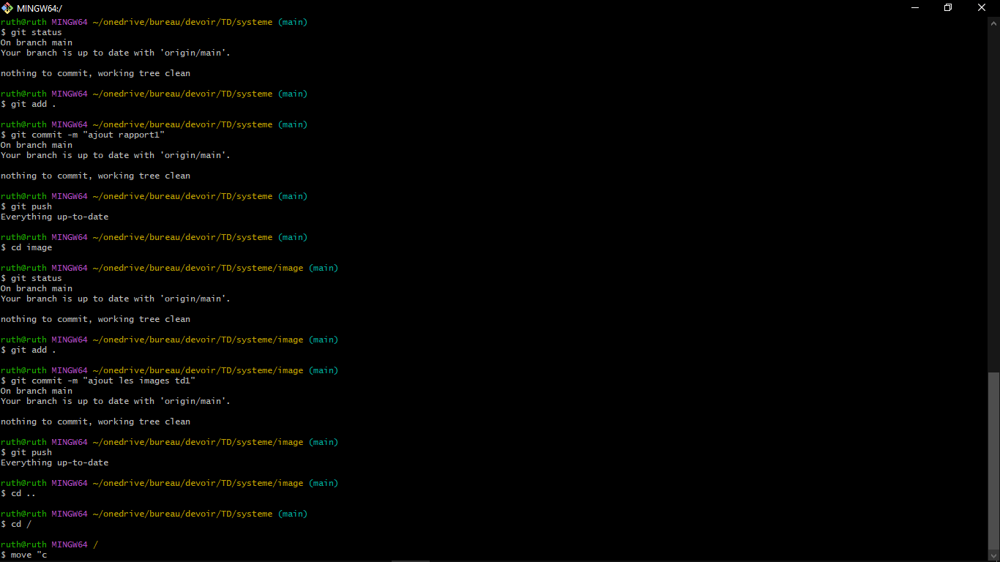 MINGW64:/
ruth@ruth MINGW64 ~/onedrive/bureau/devoir/TD/systeme (main)
$ git status
On branch main
Your branch is up to date with 'origin/main'.
nothing to commit, working tree clean
ruth@ruth MINGW64 ~/onedrive/bureau/devoir/TD/systeme (main)
$ git add .
ruth@ruth MINGW64 ~/onedrive/bureau/devoir/TD/systeme (main)
$ git commit -m "ajout rapport1"
On branch main
Your branch is up to date with 'origin/main'.
nothing to commit, working tree clean
ruth@ruth MINGW64 ~/onedrive/bureau/devoir/TD/systeme (main)
$ git push
Everything up-to-date
ruth@ruth MINGW64 ~/onedrive/bureau/devoir/TD/systeme (main)
$ cd image
ruth@ruth MINGW64 ~/onedrive/bureau/devoir/TD/systeme/image (main)
$ git status
On branch main
Your branch is up to date with 'origin/main'.
nothing to commit, working tree clean
ruth@ruth MINGW64 ~/onedrive/bureau/devoir/TD/systeme/image (main)
$ git add .
ruth@ruth MINGW64 ~/onedrive/bureau/devoir/TD/systeme/image (main)
$ git commit -m "ajout les images td1"
On branch main
Your branch is up to date with 'origin/main'.
nothing to commit, working tree clean
ruth@ruth MINGW64 ~/onedrive/bureau/devoir/TD/systeme/image (main)
$ git push
Everything up-to-date
ruth@ruth MINGW64 ~/onedrive/bureau/devoir/TD/systeme/image (main)
$ cd ..
ruth@ruth MINGW64 ~/onedrive/bureau/devoir/TD/systeme (main)
$ cd /
ruth@ruth MINGW64 /
$ move "c